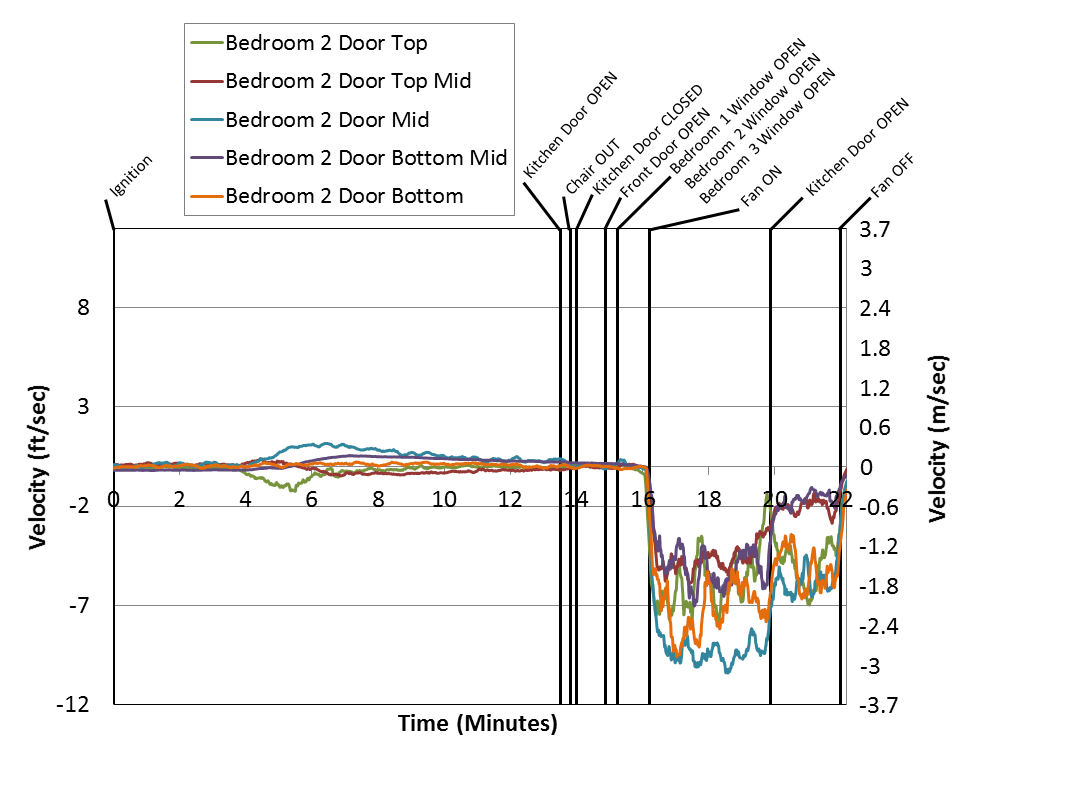 Bedroom 2 Door Top
Bedroom 2 Door Top Mid
Bedroom 2 Door Mid
Bedroom 2 Door Bottom Mid
Bedroom 2 Door Bottom
Ignition
Kitchen Door OPEN
Chair OUT
Kitchen Door CLOSED
Front Door OPEN
Bedroom 1 Window OPEN
Bedroom 2 Window OPEN
Bedroom 3 Window OPEN
Fan ON
Kitchen Door OPEN
Fan OFF
Velocity (ft/sec)
8
3
-2
-7
-12
0 2 4 6 8 10 12 14 16 18 20 22
Time (Minutes)
3.7
3
2.4
1.8
1.2
0.6
0
-0.6
-1.2
-1.8
-2.4
-3
-3.7
Velocity (m/sec)